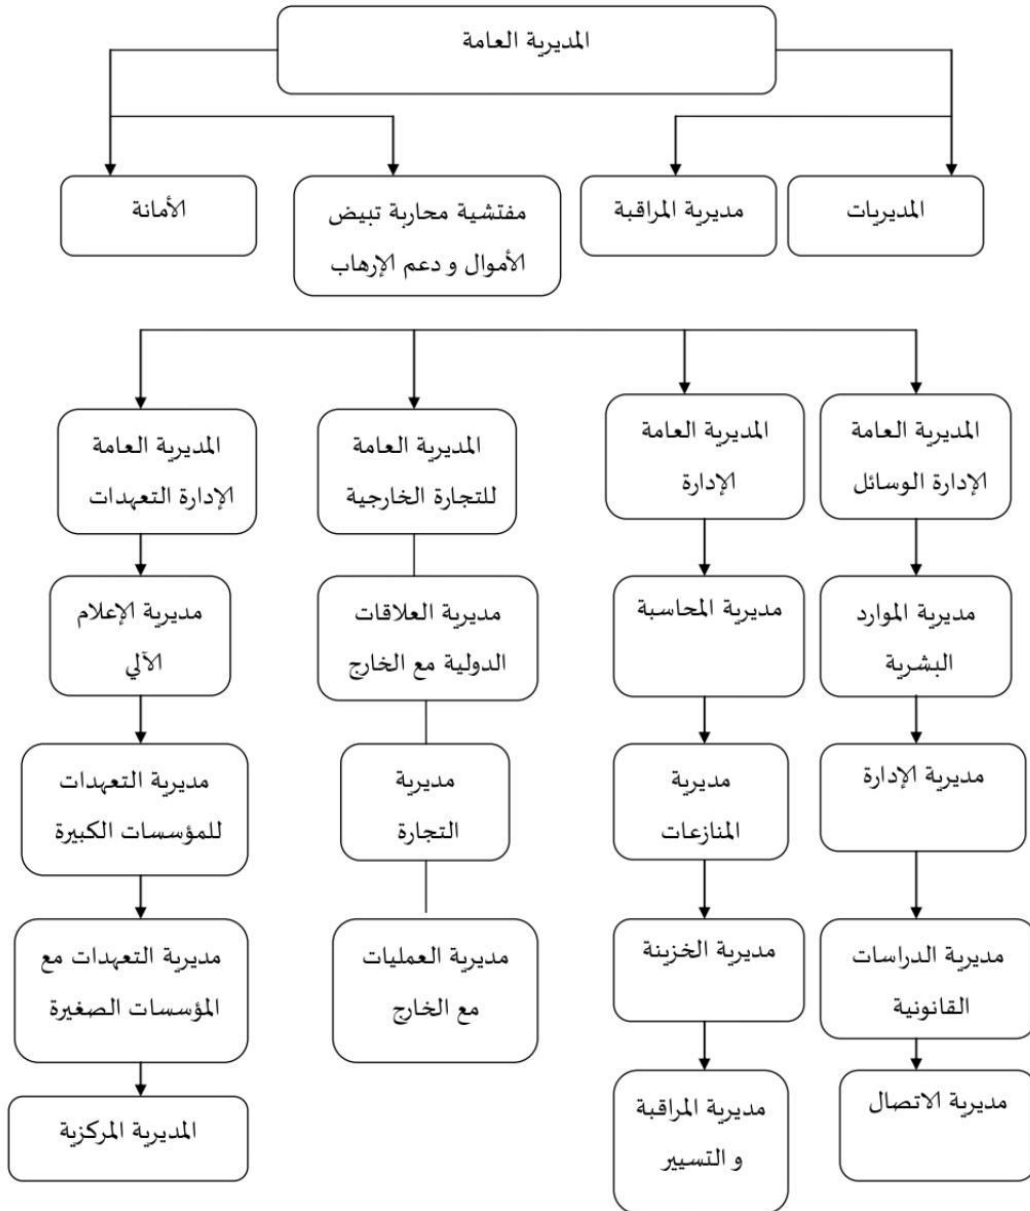 المديرية العامة
المديريات
مديرية المراقبة
مفتشية محاربة تبيض
الأموال و دعم الإرهاب
الأمانة
المديرية العامة
الإدارة الوسائل
المديرية العامة
الإدارة
المديرية العامة
للتجارة الخارجية
المديرية العامة
الإدارة التعهدات
مديرية الموارد
البشرية
مديرية المحاسبة
مديرية العلاقات
الدولية مع الخارج
مديرية الإعلام
الآلي
مديرية الإدارة
مديرية
المنازعات
مديرية
التجارة
مديرية التعهدات
للمؤسسات الكبيرة
مديرية الدراسات
القانونية
مديرية الخزينة
مديرية العمليات
مع الخارج
مديرية التعهدات مع
المؤسسات الصغيرة
مديرية الاتصال
مديرية المراقبة
و التسيير
المديرية المركزية